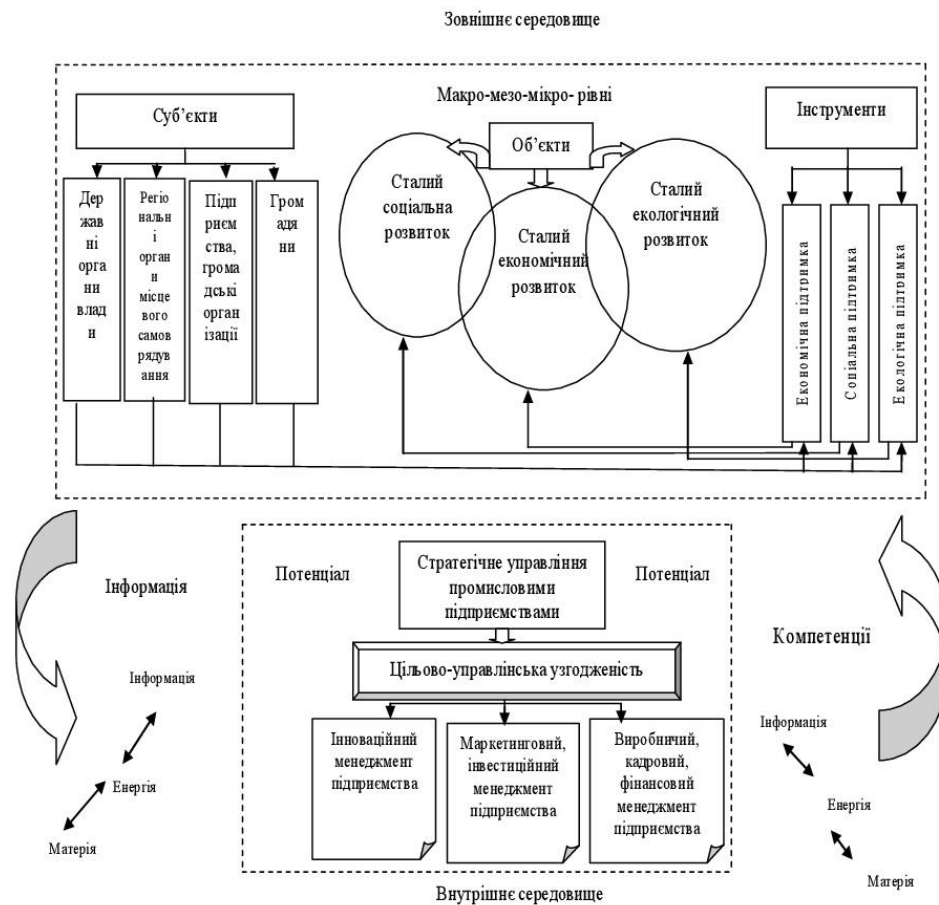 Зовнішнє середовище
Суб’єкти
Макро-мезо-мікро- рівні
Інструменти
Об’єкти
Дер
жав
ні
орга
ни
влад
и
Регіо
нальн
і
орган
и
місце
вого
самов
рядув
ання
Підп
риєм
ства,
грома
дські
орган
ізації
Гром
адян
и
Сталий
соціальна
розвиток
Сталий
економічний
розвиток
Сталий
екологічний
розвиток
Економічна підтримка
Соціальна підтримка
Екологічна підтримка
Потенціал
Стратегічне управління
промисловими
підприємствами
Потенціал
Інформація
Компетенції
Цільово-управлінська узгодженість
Інформація
Енергія
Матерія
Інноваційний
менеджмент
підприємства
Маркетинговий,
інвестиційний
менеджмент
підприємства
Виробничий,
кадровий,
фінансовий
менеджмент
підприємства
Інформація
Енергія
Матерія
Внутрішнє середовище